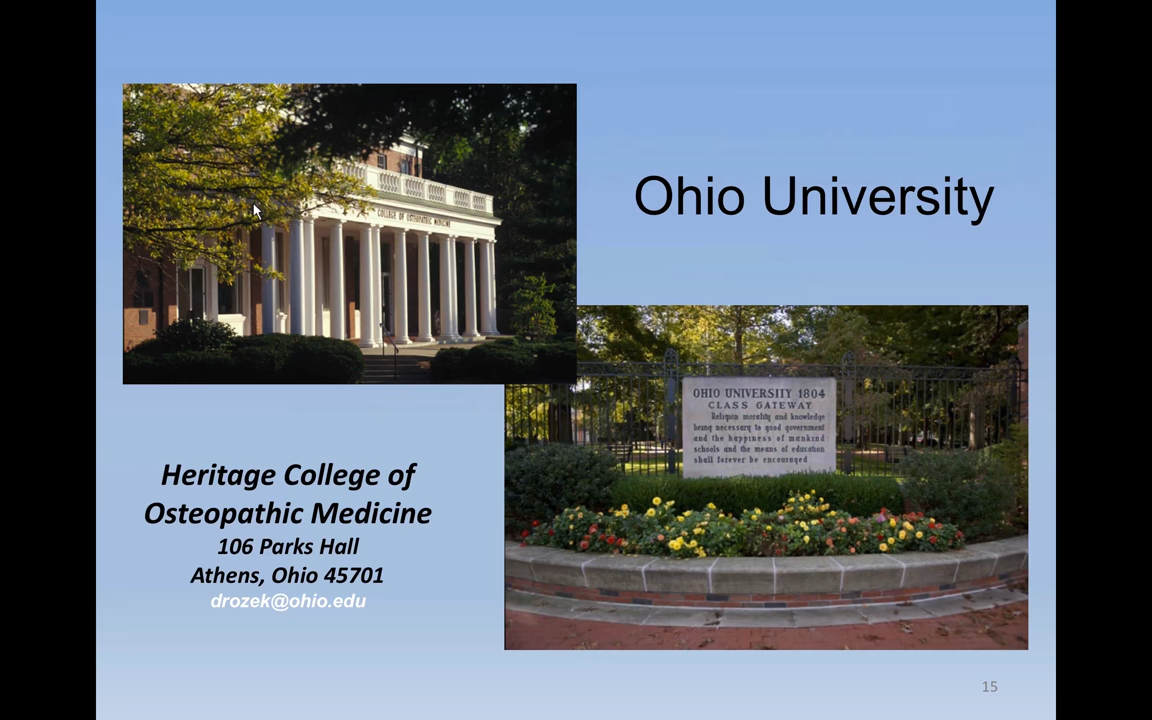 COLLEGE OF OSTEOPATHIC MEDICINE
Ohio University
OHIO UNIVERSITY 1804
CLASS GATEWAY
Religion morality and knowledge
being necessary to good government
and the happiness of mankind
schools and the means of education
shall forever be encouraged
Heritage College of
Osteopathic Medicine
106 Parks Hall
Athens, Ohio 45701
drozek@ohio.edu
15